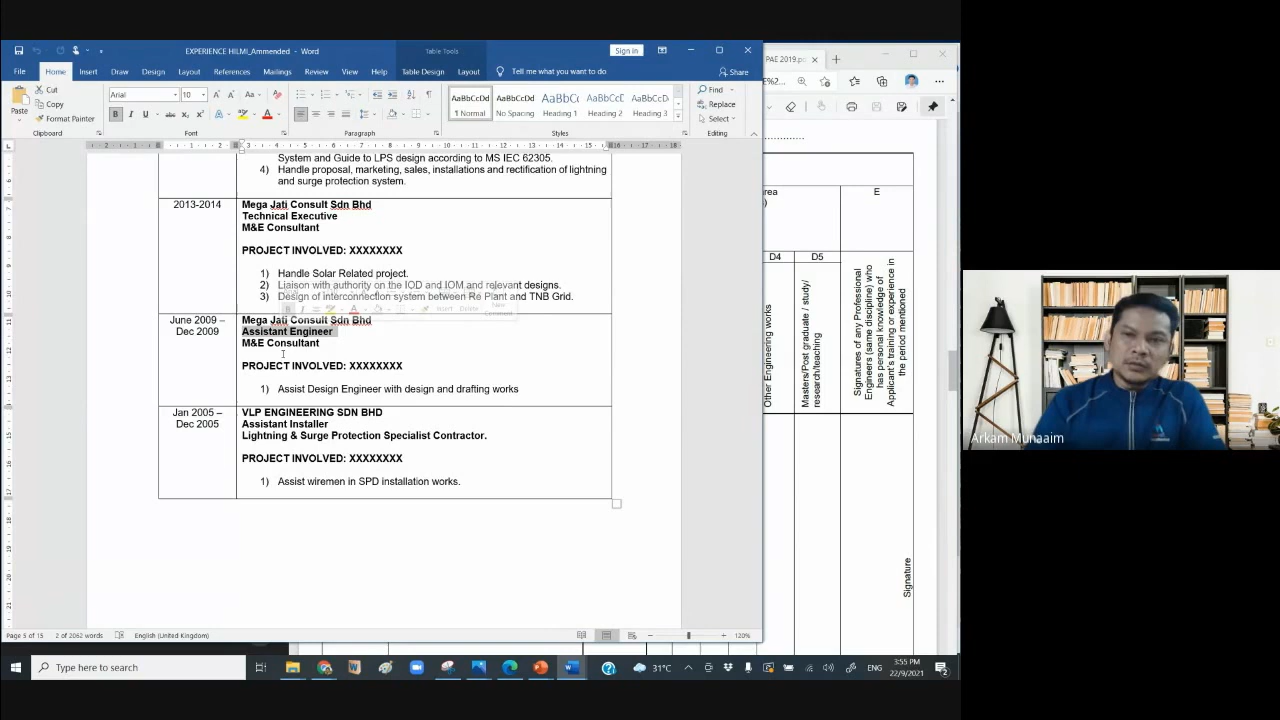 EXPERIENCE HILMI_Ammended - Word
Table Tools
Sign in
File Home Insert Draw Design Layout References Mailings Review View Help Table Design Layout Tell me what you want to do Share
Paste
Cut
Copy
Format Painter
Clipboard
Arial 10
Font
Paragraph
AaBbCcDd AaBbCcDd AaBbCc AaBbCcD AaBbCcD
¶ Normal No Spacing Heading 1 Heading 2 Heading 3
Styles
Find
Replace
Select
Editing
PAE 2019.p
System and Guide to LPS design according to MS IEC 62305.
4) Handle proposal, marketing, sales, installations and rectification of lightning
and surge protection system.
2013-2014
Mega Jati Consult Sdn Bhd
Technical Executive
M&E Consultant
PROJECT INVOLVED: XXXXXXXX
1) Handle Solar Related project.
2) Liaison with authority on the IOD and IOM and relevant designs.
3) Design of interconnection system between Re Plant and TNB Grid.
June 2009 –
Dec 2009
Mega Jati Consult Sdn Bhd
Assistant Engineer
M&E Consultant
PROJECT INVOLVED: XXXXXXXX
1) Assist Design Engineer with design and drafting works
Jan 2005 –
Dec 2005
VLP ENGINEERING SDN BHD
Assistant Installer
Lightning & Surge Protection Specialist Contractor.
PROJECT INVOLVED: XXXXXXXX
1) Assist wiremen in SPD installation works.
rea
E
D4 D5
Other Engineering works
Masters/Post graduate / study/
research/teaching
Signatures of any Professional
Engineers (same discipline) who
has personal knowledge of
Applicant's training or experience in
the period mentioned
Signature
Arkam Munaaim
Page 5 of 15 2 of 2062 words English (United Kingdom) 120%
Type here to search
31°C
ENG
3:55 PM
22/9/2021